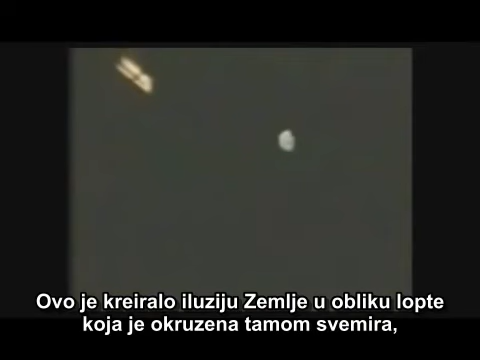 Ovo je kreiralo iluziju Zemlje u obliku lopte
koja je okruzena tamom svemira,